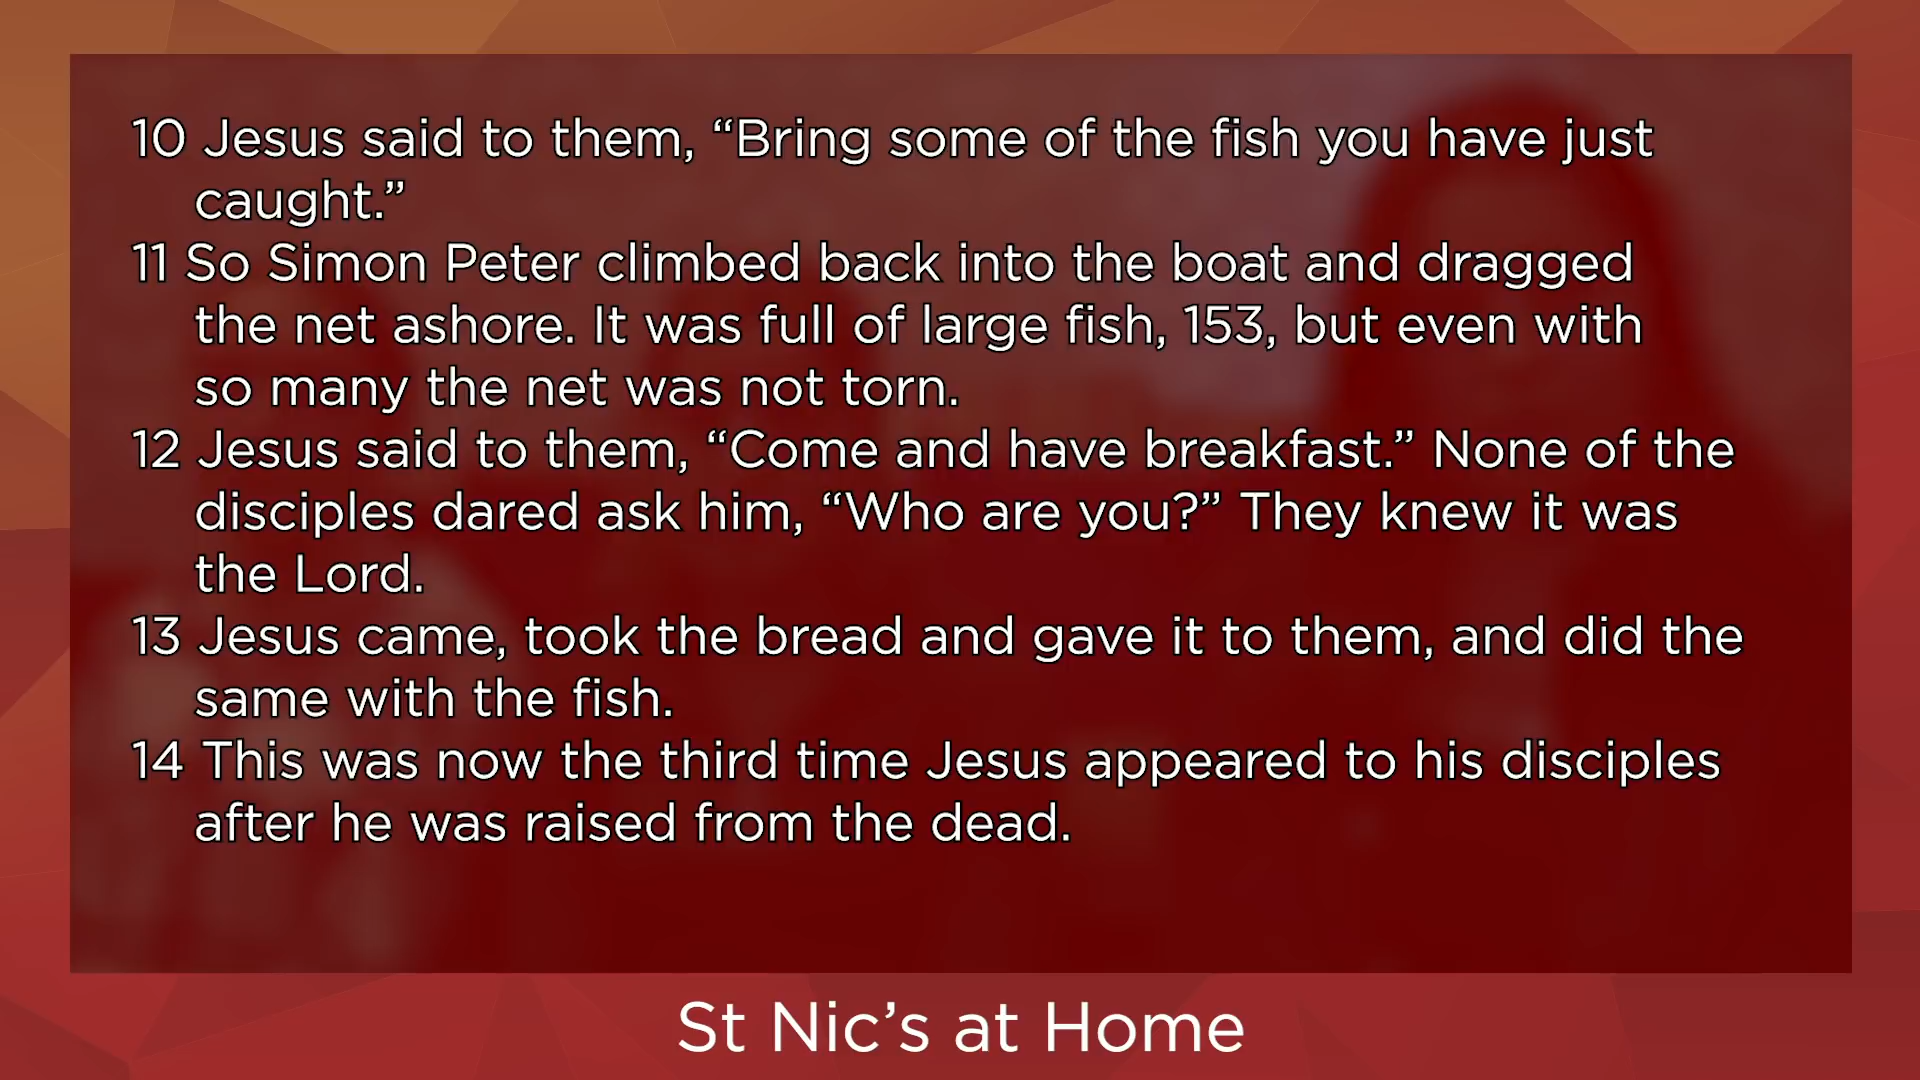 10 Jesus said to them, “Bring some of the fish you have just
caught.”
11 So Simon Peter climbed back into the boat and dragged
the net ashore. It was full of large fish, 153, but even with
so many the net was not torn.
12 Jesus said to them, “Come and have breakfast.” None of the
disciples dared ask him, “Who are you?” They knew it was
the Lord.
13 Jesus came, took the bread and gave it to them, and did the
same with the fish.
14 This was now the third time Jesus appeared to his disciples
after he was raised from the dead.
St Nic’s at Home